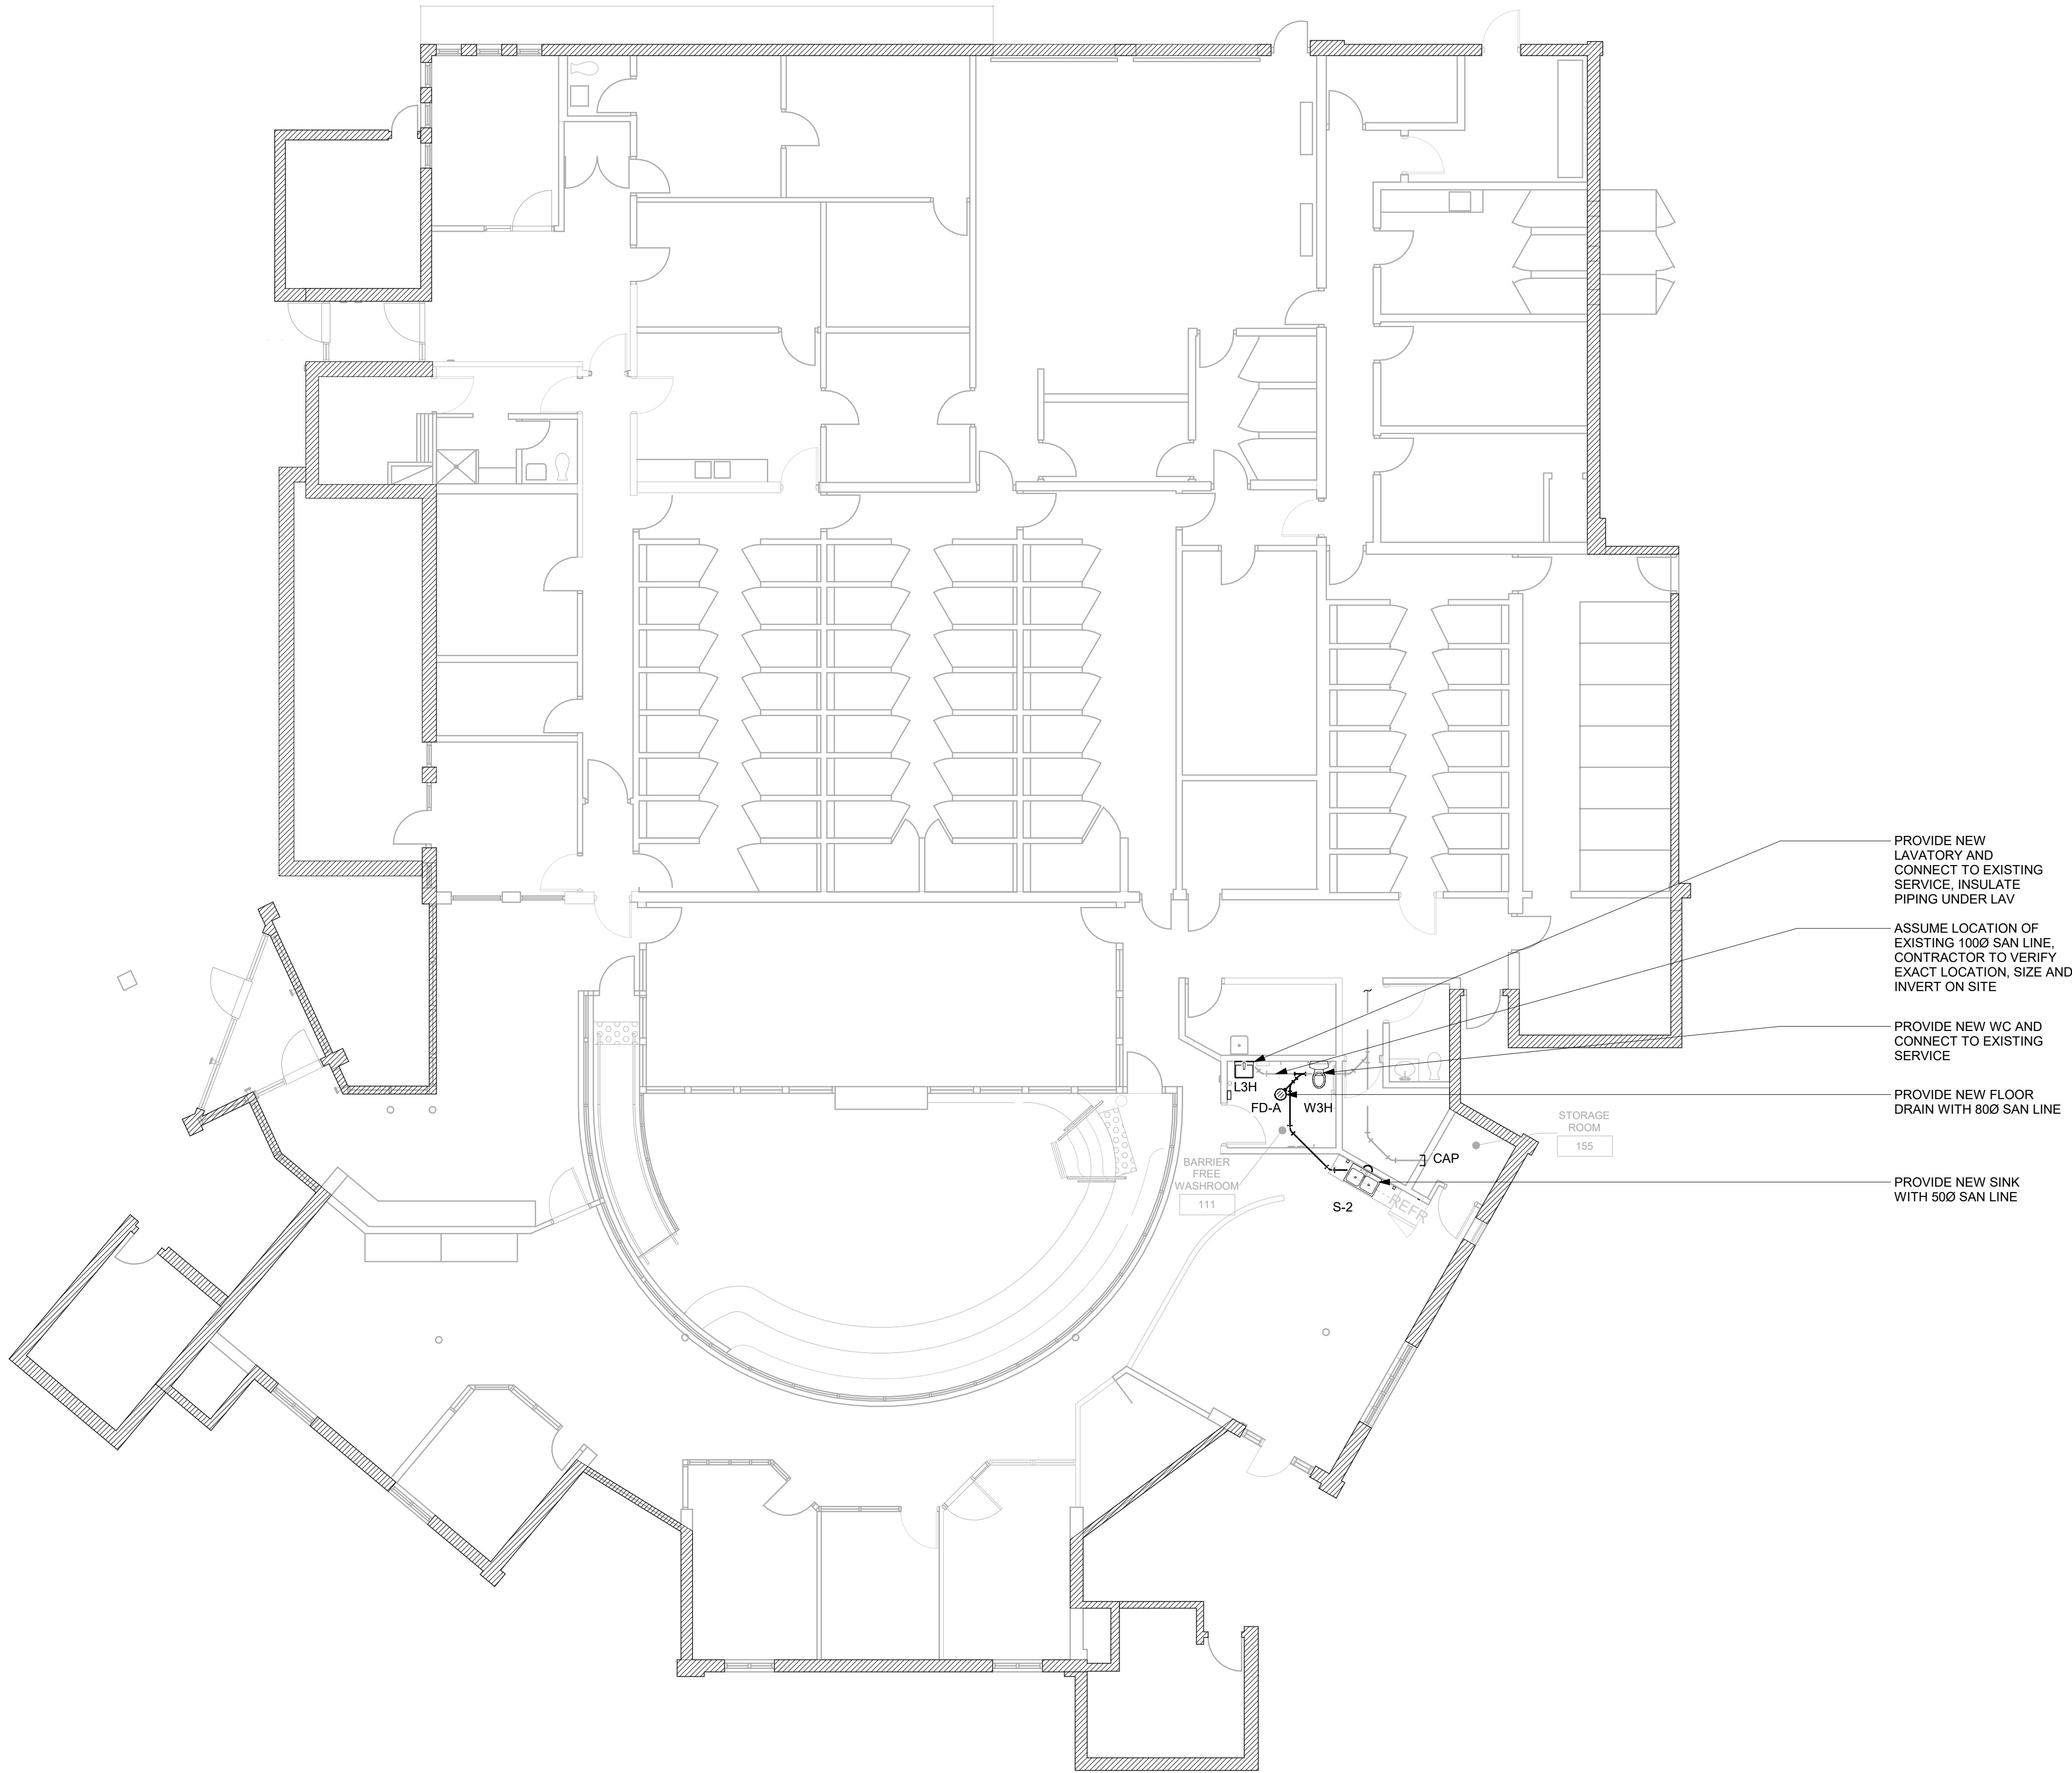 PROVIDE NEW
LAVATORY AND
CONNECT TO EXISTING
SERVICE, INSULATE
PIPING UNDER LAV
ASSUME LOCATION OF
EXISTING 100Ø SAN LINE,
CONTRACTOR TO VERIFY
EXACT LOCATION, SIZE AND
INVERT ON SITE
PROVIDE NEW WC AND
CONNECT TO EXISTING
SERVICE
PROVIDE NEW FLOOR
DRAIN WITH 80Ø SAN LINE
PROVIDE NEW SINK
WITH 50Ø SAN LINE
L3H
FD-A
W3H
STORAGE
ROOM
155
CAP
BARRIER
FREE
WASHROOM
111
S-2
REFR